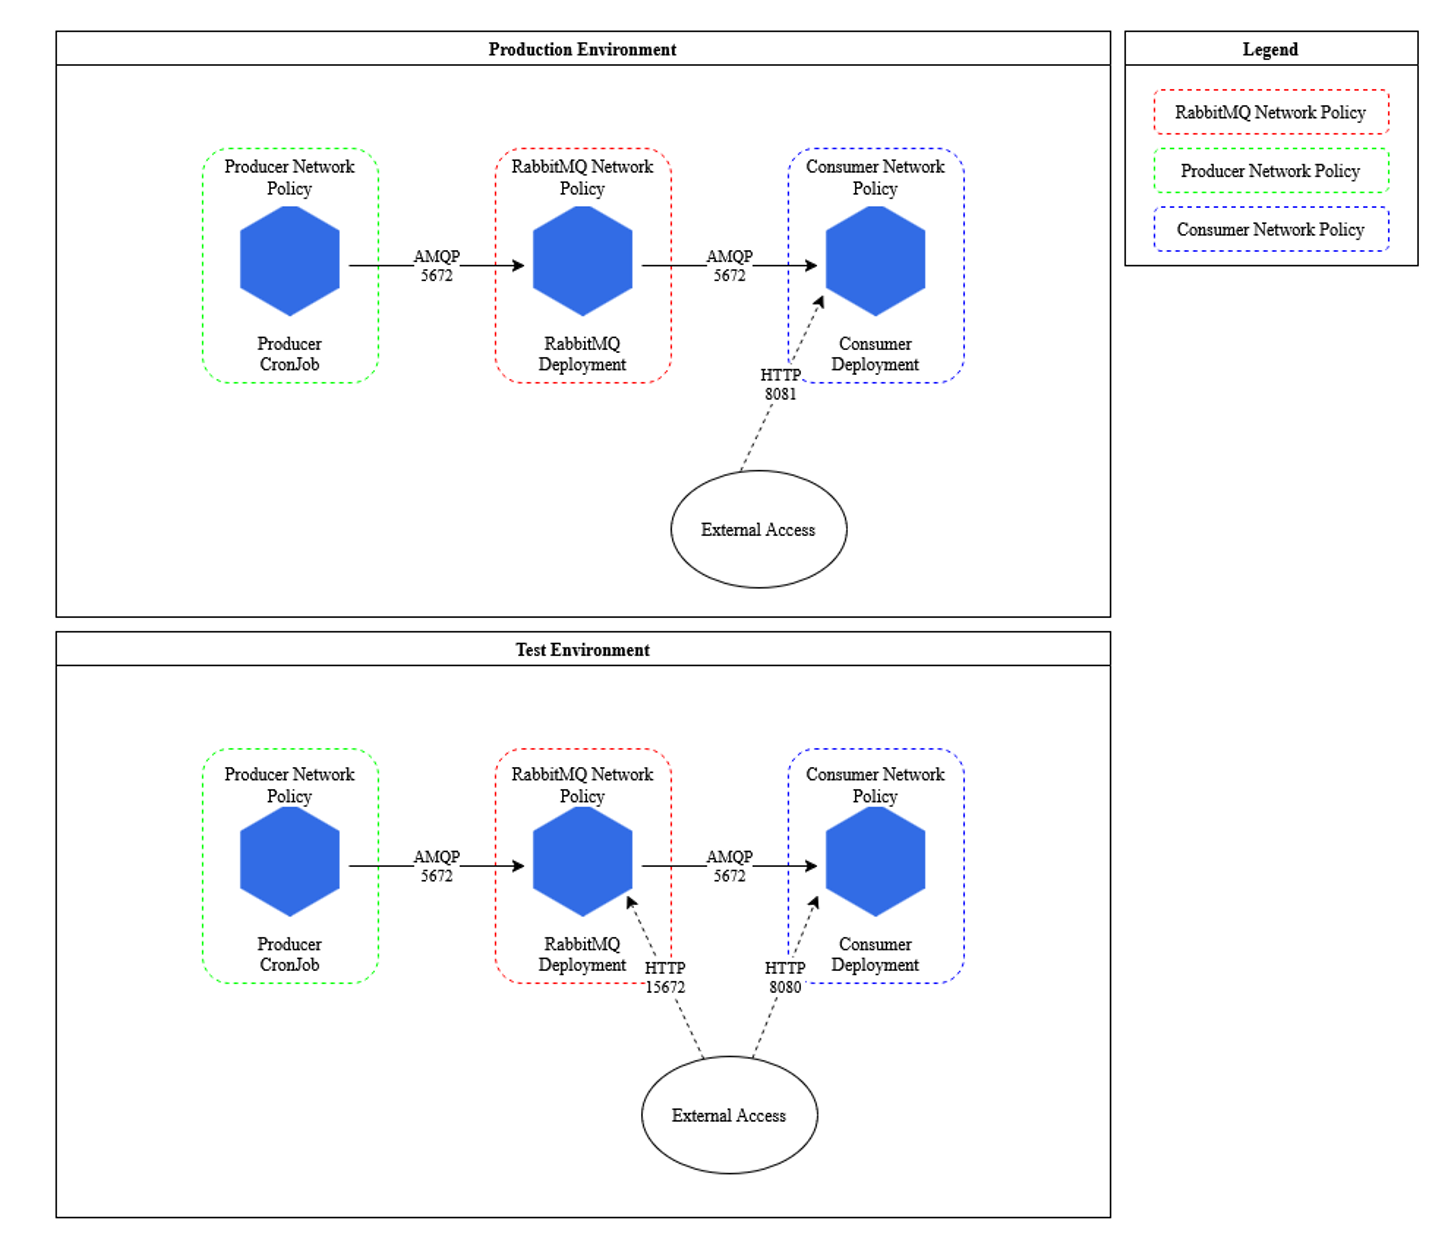 Production Environment
Legend
RabbitMQ Network Policy
Producer Network Policy
Consumer Network Policy
Producer Network
Policy
RabbitMQ Network
Policy
Consumer Network
Policy
AMQP
5672
AMQP
5672
Producer
CronJob
RabbitMQ
Deployment
Consumer
Deployment
HTTP
8081
External Access
Test Environment
Producer Network
Policy
RabbitMQ Network
Policy
Consumer Network
Policy
AMQP
5672
AMQP
5672
Producer
CronJob
RabbitMQ
Deployment
Consumer
Deployment
HTTP
15672
HTTP
8080
External Access